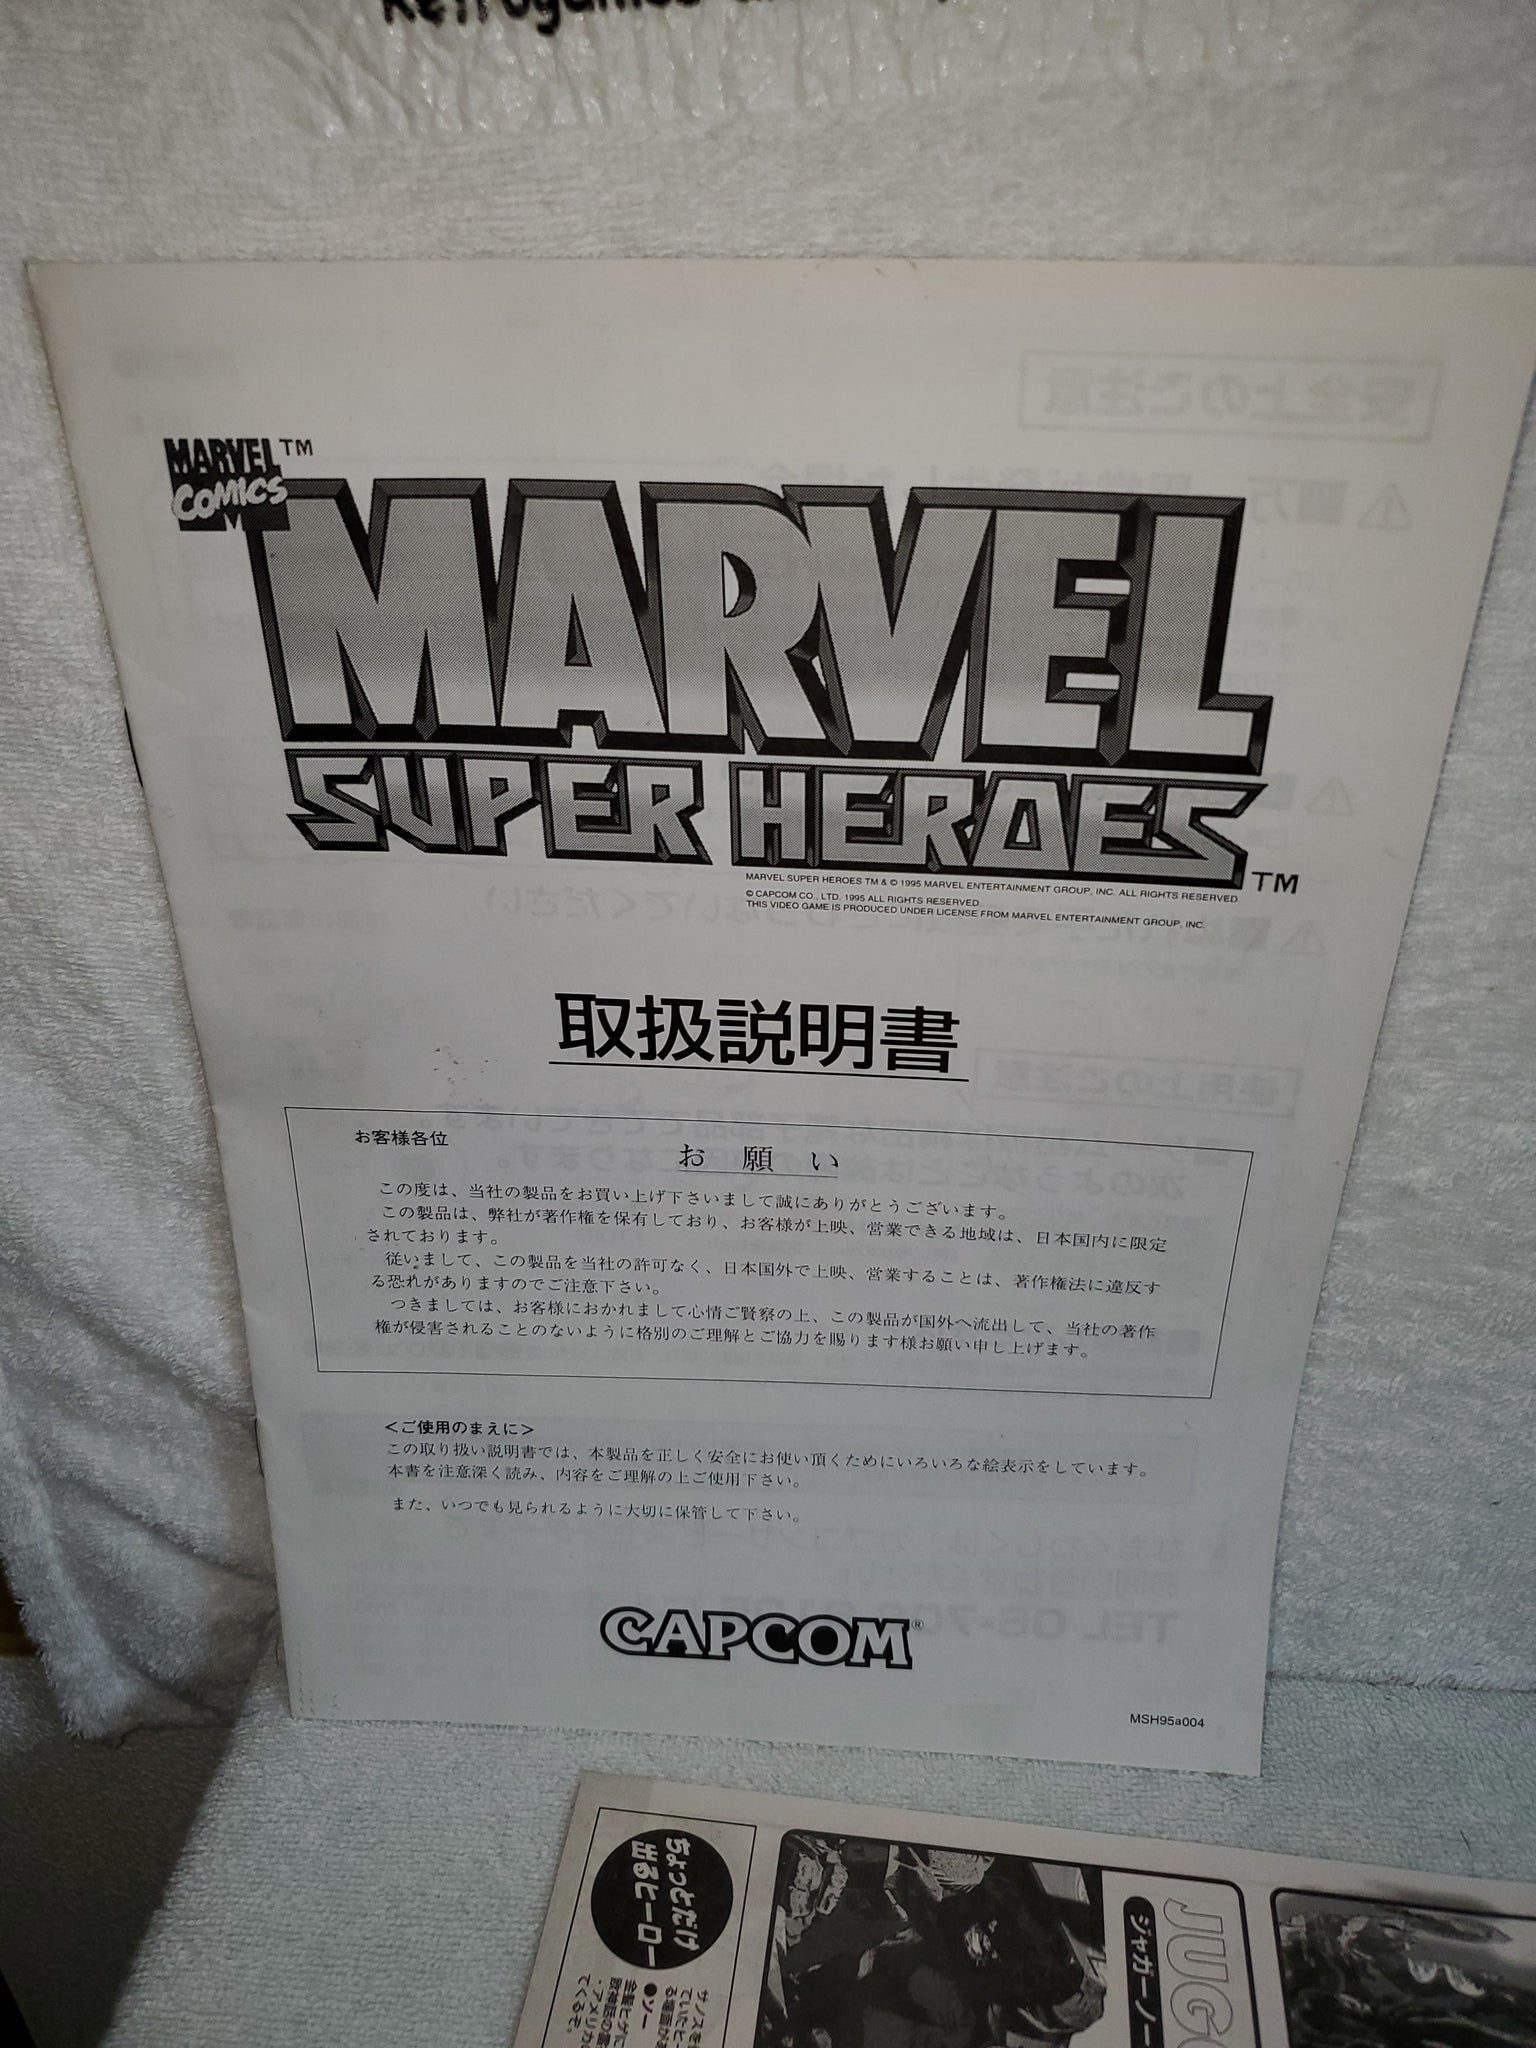 MARVEL TM
COMICS
MARVEL
SUPER HEROES TM
MARVEL SUPER HEROES TM & © 1995 MARVEL ENTERTAINMENT GROUP, INC. ALL RIGHTS RESERVED.
© CAPCOM CO., LTD. 1995 ALL RIGHTS RESERVED.
THIS VIDEO GAME IS PRODUCED UNDER LICENSE FROM MARVEL ENTERTAINMENT GROUP, INC.
取扱説明書
お客様各位
お 願 い
この度は、当社の製品をお買い上げ下さいまして誠にありがとうございます。
この製品は、弊社が著作権を保有しており、お客様が上映、営業できる地域は、日本国内に限定
されております。
従いまして、この製品を当社の許可なく、日本国外で上映、営業することは、著作権法に違反す
る恐れがありますのでご注意下さい。
つきましては、お客様におかれまして心情ご賢察の上、この製品が国外へ流出して、当社の著作
権が侵害されることのないように格別のご理解とご協力を賜ります様お願い申し上げます。
＜ご使用のまえに＞
この取り扱い説明書では、本製品を正しく安全にお使い頂くためにいろいろな絵表示をしています。
本書を注意深く読み、内容をご理解の上ご使用下さい。
また、いつでも見られるように大切に保管して下さい。
CAPCOM®
MSH95a004
ちょっとだけ
出るヒーロー
●ソー
JUG
ジャガーノー